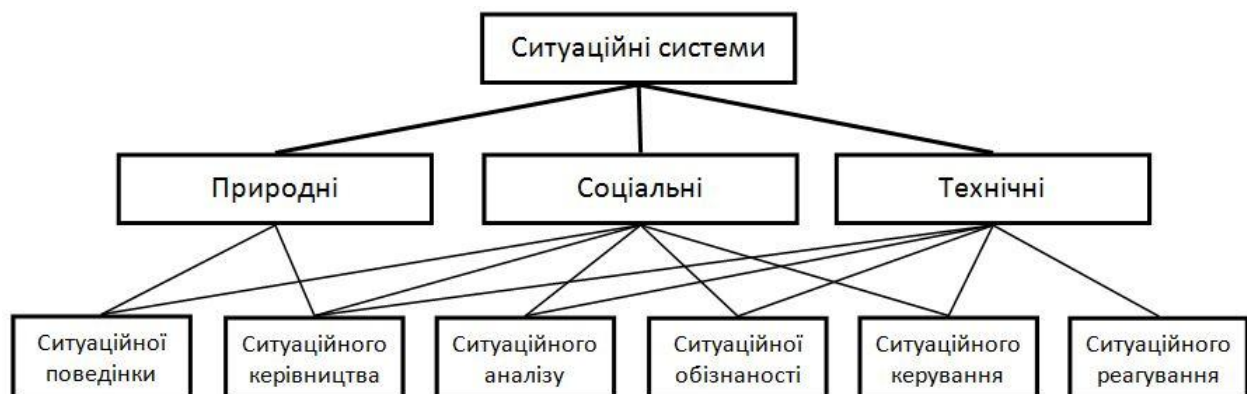 Ситуаційні системи
Природні
Соціальні
Технічні
Ситуаційної
поведінки
Ситуаційного
керівництва
Ситуаційного
аналізу
Ситуаційної
обізнаності
Ситуаційного
керування
Ситуаційного
реагування